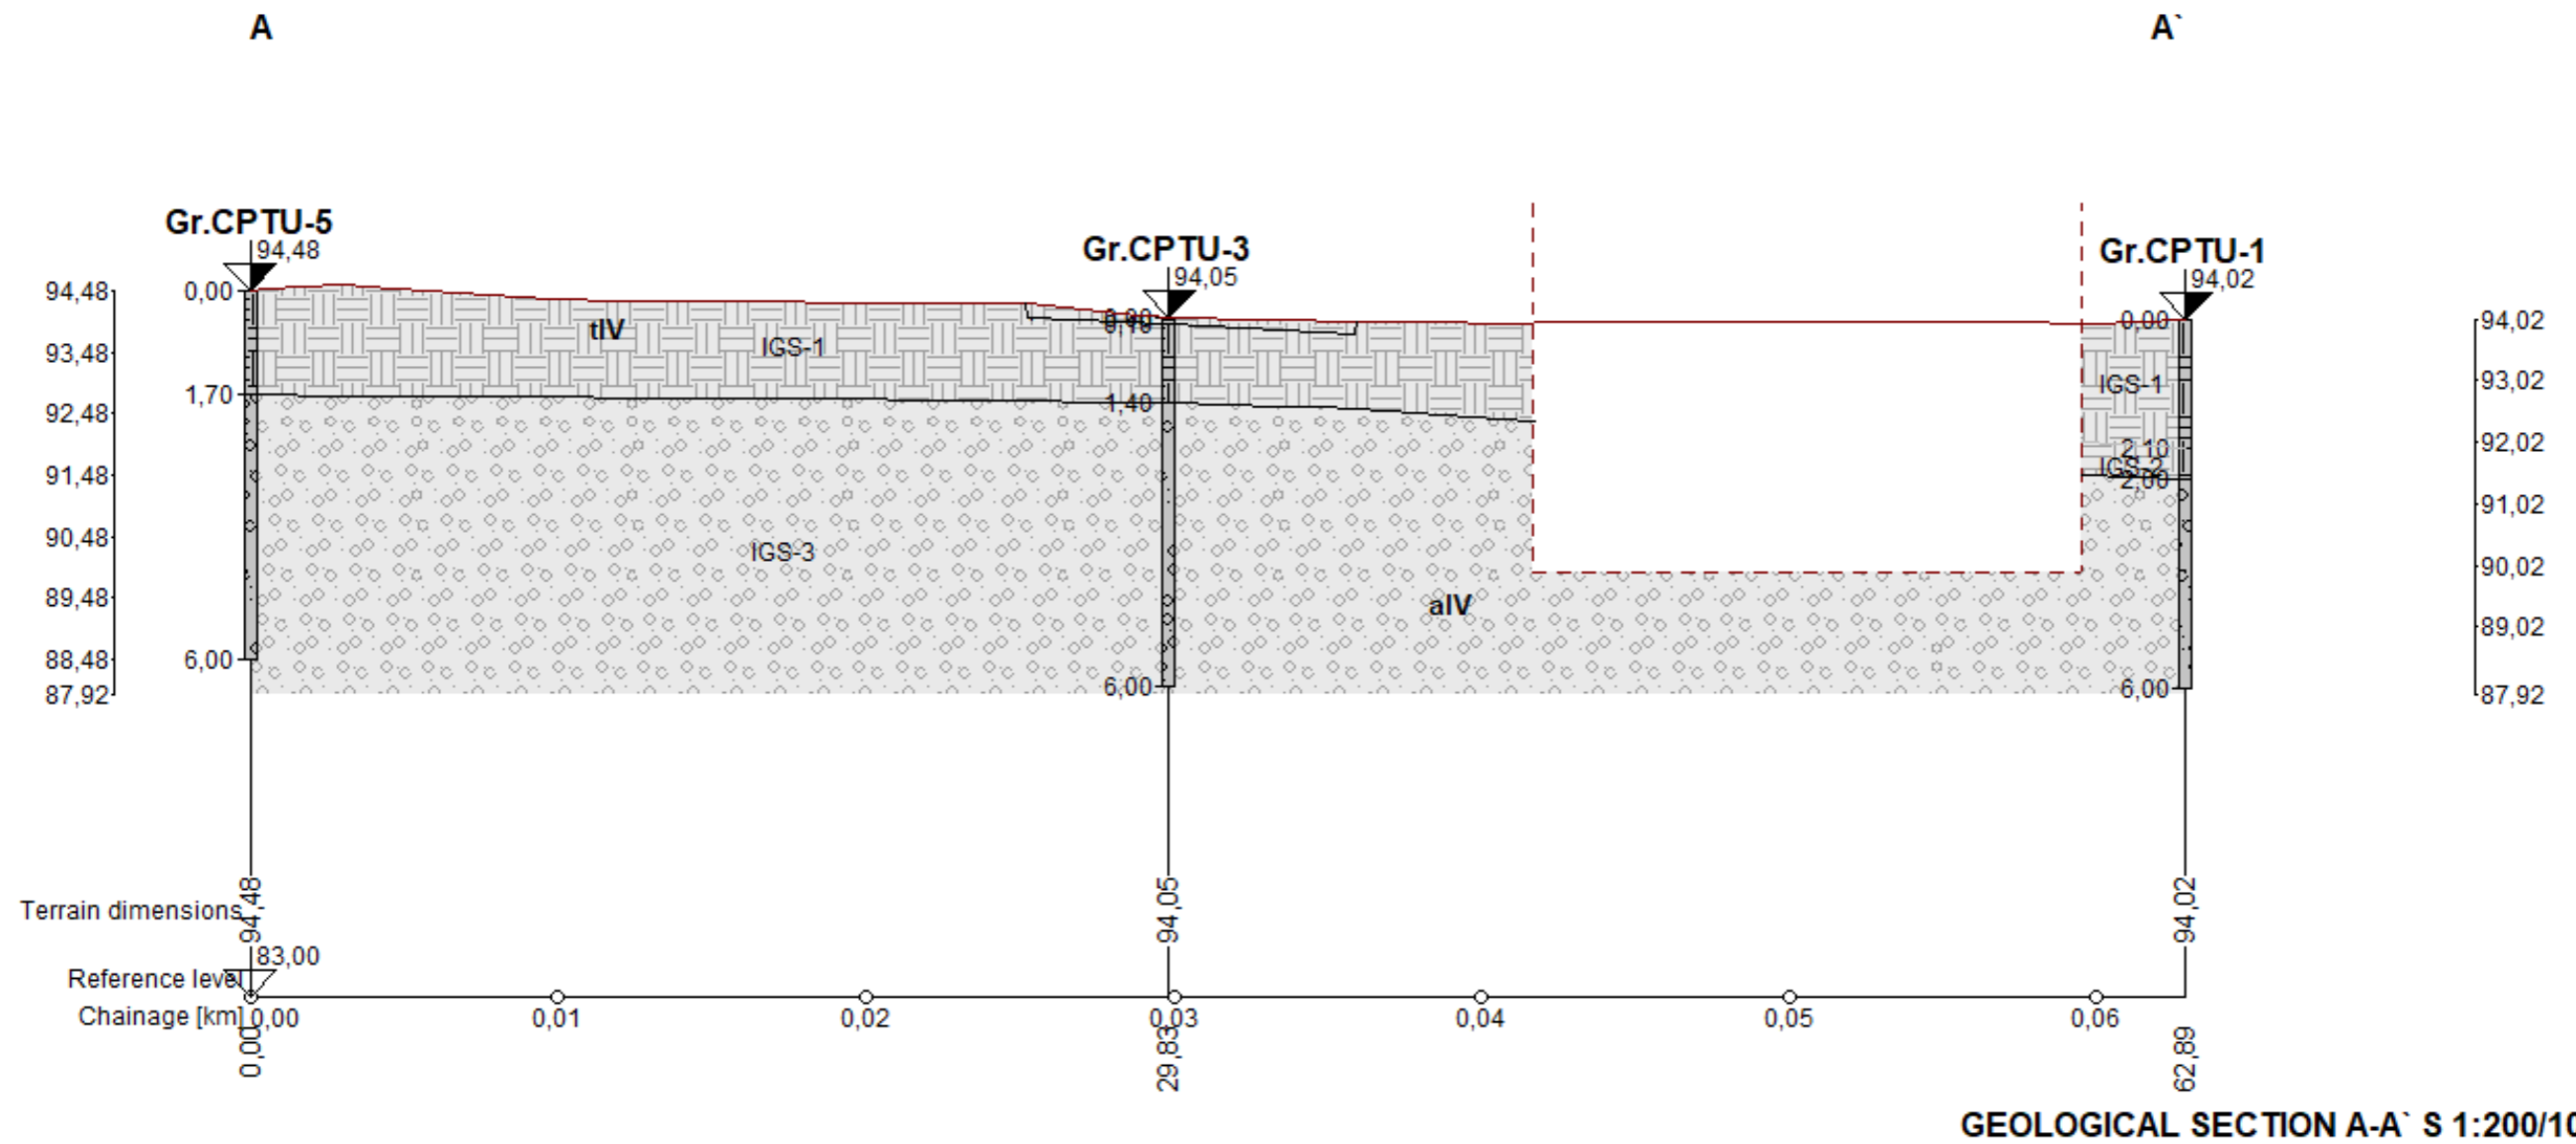 A
A`
Gr.CPTU-5
94,48
Gr.CPTU-3
94,05
Gr.CPTU-1
94,02
94,48
93,48
92,48
91,48
90,48
89,48
88,48
87,92
0,00
1,70
6,00
tIV
IGS-1
IGS-3
0,10
1,40
6,00
aIV
0,00
IGS-1
2,10
IGS-2
6,00
94,02
93,02
92,02
91,02
90,02
89,02
87,92
Terrain dimensions
94,48
94,05
94,02
83,00
Reference level
Chainage [km]
0,00
0,01
0,02
0,03
0,04
0,05
0,06
0,00
29,83
62,89
GEOLOGICAL SECTION A-A` S 1:200/10